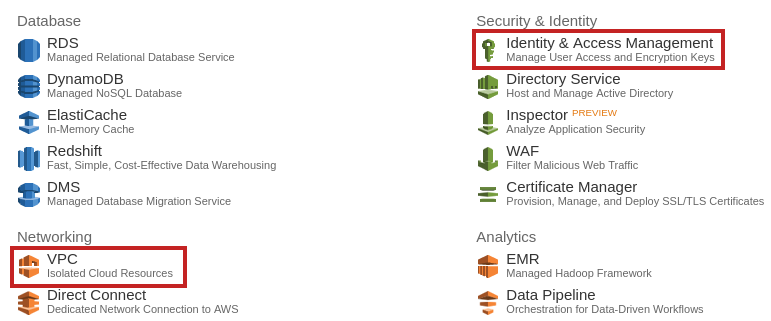 Database
RDS
Managed Relational Database Service
DynamoDB
Managed NoSQL Database
ElastiCache
In-Memory Cache
Redshift
Fast, Simple, Cost-Effective Data Warehousing
DMS
Managed Database Migration Service
Networking
VPC
Isolated Cloud Resources
Direct Connect
Dedicated Network Connection to AWS
Security & Identity
Identity & Access Management
Manage User Access and Encryption Keys
Directory Service
Host and Manage Active Directory
Inspector PREVIEW
Analyze Application Security
WAF
Filter Malicious Web Traffic
Certificate Manager
Provision, Manage, and Deploy SSL/TLS Certificates
Analytics
EMR
Managed Hadoop Framework
Data Pipeline
Orchestration for Data-Driven Workflows